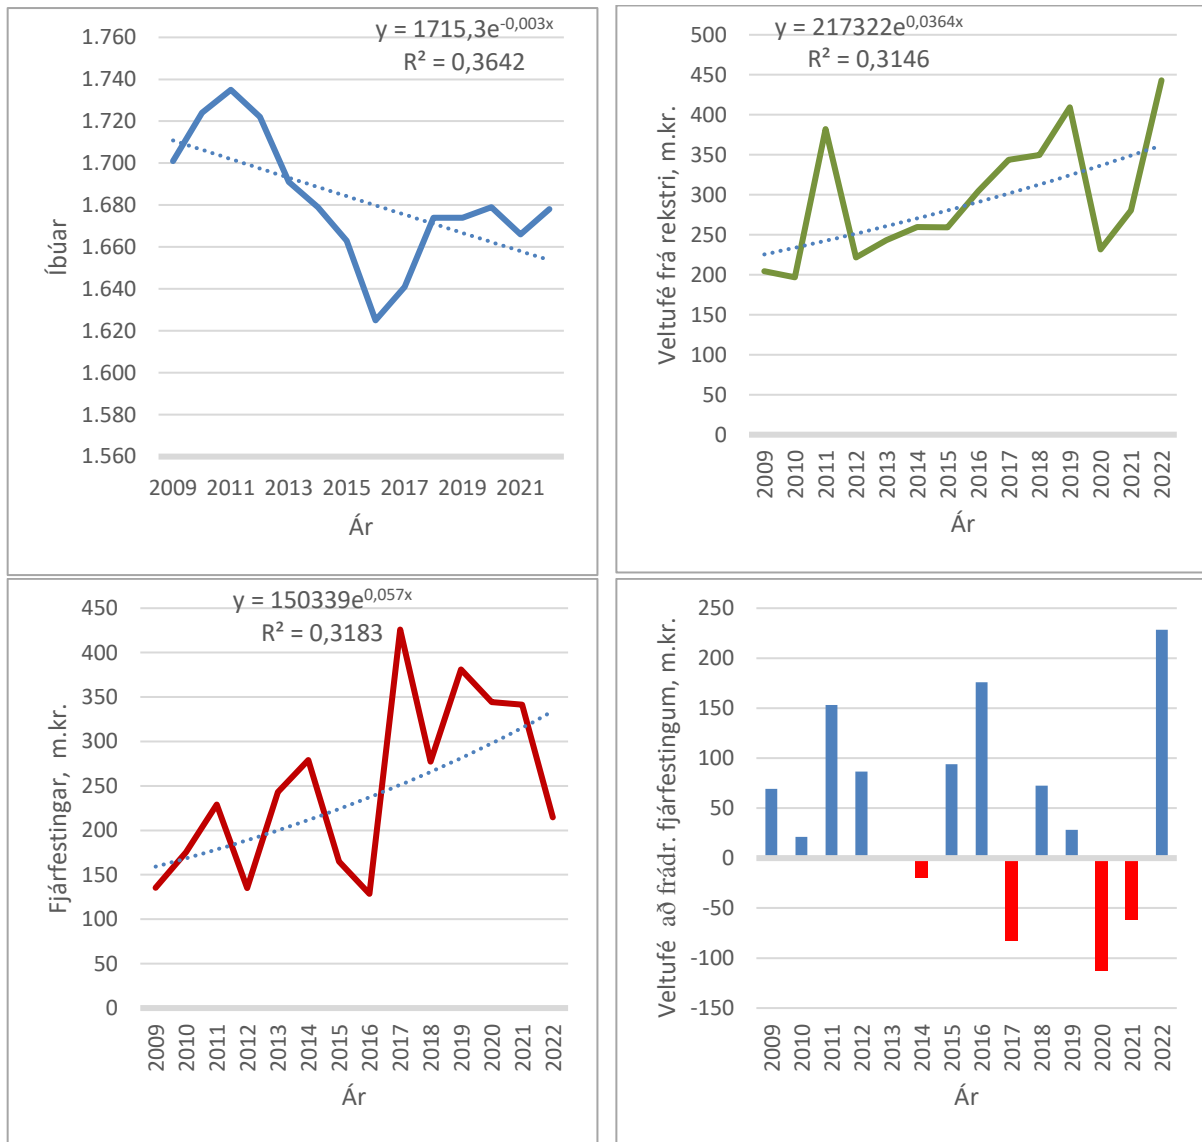 y = 1715,3e^-0,003x
R² = 0,3642
1.760
1.740
1.720
1.700
1.680
1.660
1.640
1.620
1.600
1.580
1.560
Íbúar
2009 2011 2013 2015 2017 2019 2021
Ár
y = 217322e^0,0364x
R² = 0,3146
500
450
400
350
300
250
200
150
100
50
0
Veltufé frá rekstri, m.kr.
2009 2010 2011 2012 2013 2014 2015 2016 2017 2018 2019 2020 2021 2022
Ár
y = 150339e^0,057x
R² = 0,3183
450
400
350
300
250
200
150
100
50
0
Fjárfestingar, m.kr.
2009 2010 2011 2012 2013 2014 2015 2016 2017 2018 2019 2020 2021 2022
Ár
250
200
150
100
50
0
-50
-100
-150
Veltufé að frádr. fjárfestingum, m.kr.
2009 2010 2011 2012 2013 2014 2015 2016 2017 2018 2019 2020 2021 2022
Ár